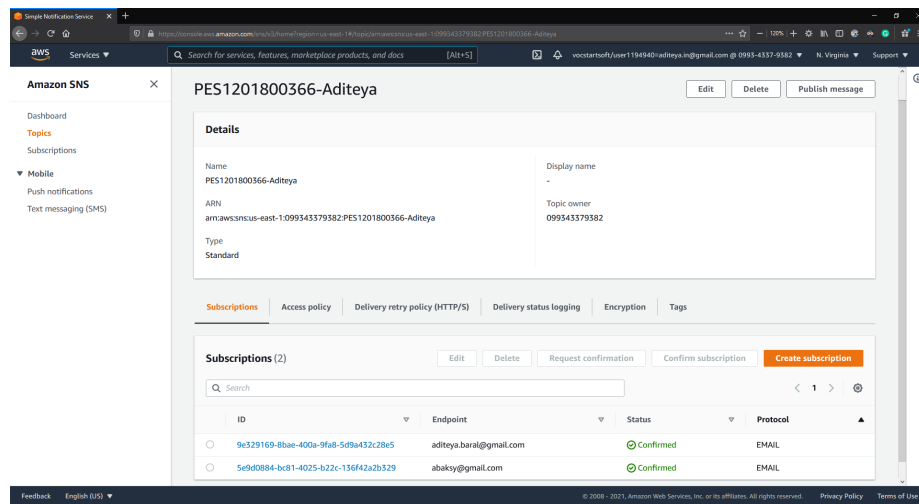 Simple Notification Service
https://console.aws.amazon.com/sns/v3/home?region=us-east-1#/topic/arn:aws:sns:us-east-1:099343379382:PES1201800366-Aditeya
120%
aws Services Search for services, features, marketplace products, and docs [Alt+S] vocstartsoft/user1194940=aditeya.in@gmail.com @ 0993-4337-9382 N. Virginia Support
Amazon SNS
Dashboard
Topics
Subscriptions
Mobile
Push notifications
Text messaging (SMS)
PES1201800366-Aditeya Edit Delete Publish message
Details
Name Display name
PES1201800366-Aditeya -
ARN Topic owner
arn:aws:sns:us-east-1:099343379382:PES1201800366-Aditeya 099343379382
Type
Standard
Subscriptions Access policy Delivery retry policy (HTTP/S) Delivery status logging Encryption Tags
Subscriptions (2) Edit Delete Request confirmation Confirm subscription Create subscription
Search 1
ID Endpoint Status Protocol
9e329169-8bae-400a-9fa8-5d9a432c28e5 aditeya.baral@gmail.com Confirmed EMAIL
5e9d0884-bc81-4025-b22c-136f42a2b329 abaksy@gmail.com Confirmed EMAIL
Feedback English (US) © 2008 - 2021, Amazon Web Services, Inc. or its affiliates. All rights reserved. Privacy Policy Terms of Use